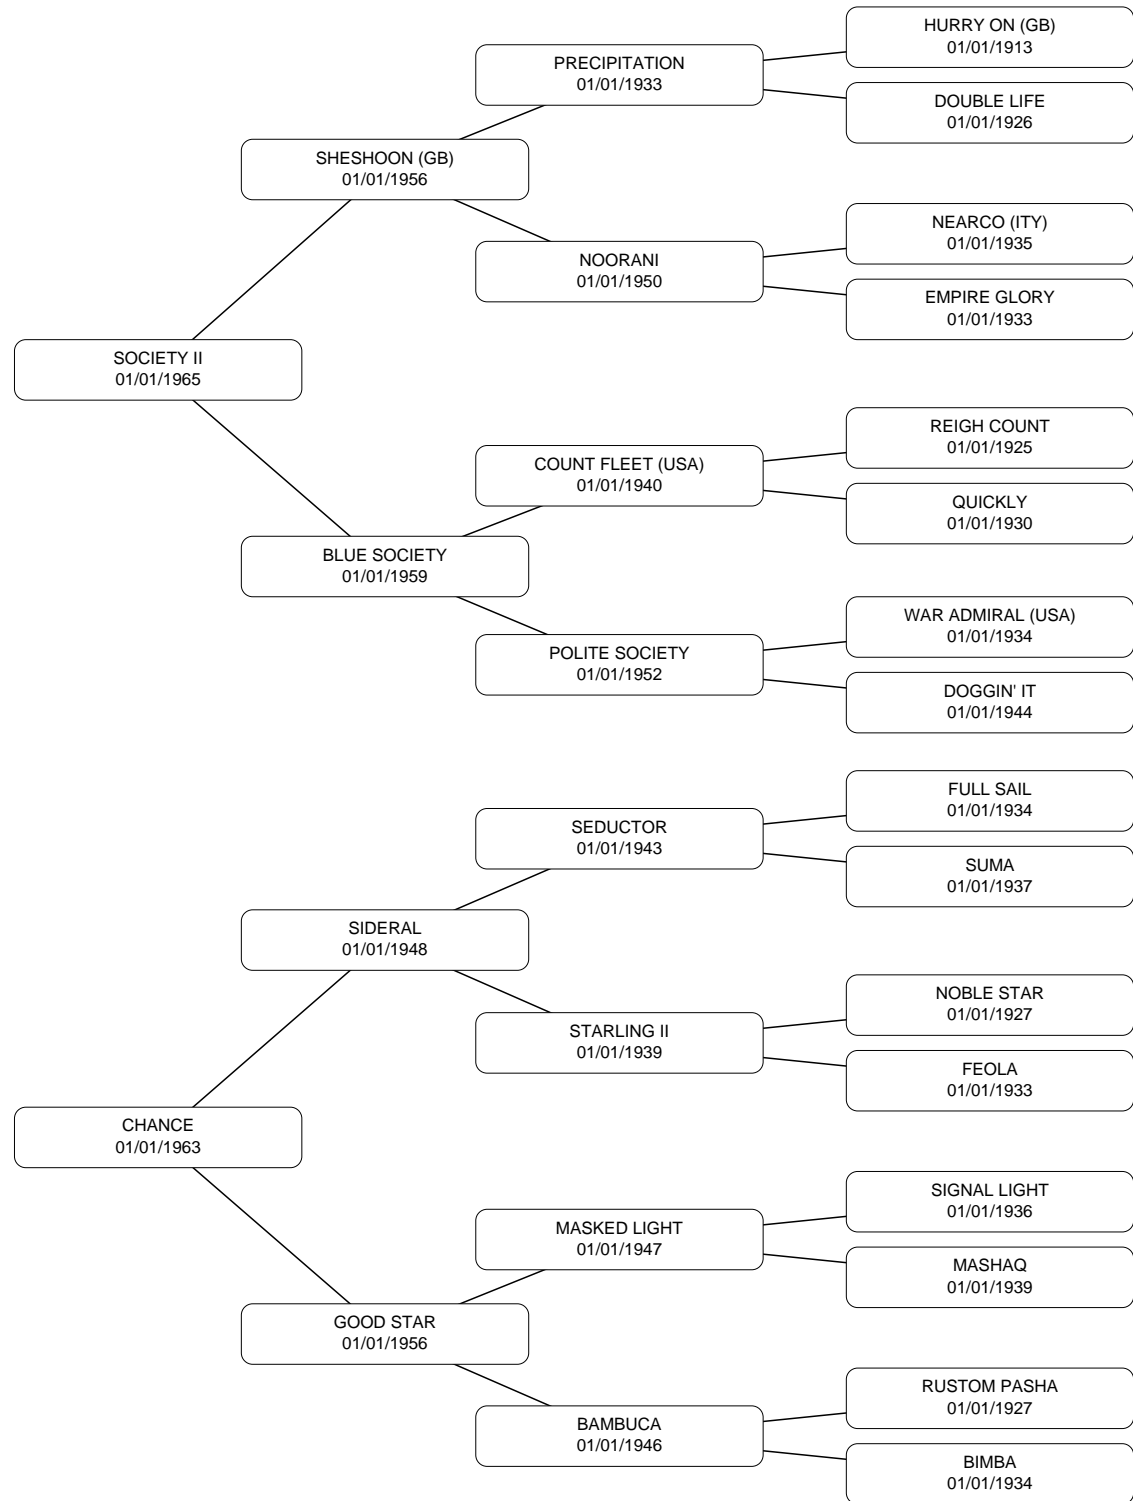 HURRY ON (GB)
01/01/1913
PRECIPITATION
01/01/1933
DOUBLE LIFE
01/01/1926
SHESHOON (GB)
01/01/1956
NEARCO (ITY)
01/01/1935
NOORANI
01/01/1950
EMPIRE GLORY
01/01/1933
SOCIETY II
01/01/1965
REIGH COUNT
01/01/1925
COUNT FLEET (USA)
01/01/1940
QUICKLY
01/01/1930
BLUE SOCIETY
01/01/1959
WAR ADMIRAL (USA)
01/01/1934
POLITE SOCIETY
01/01/1952
DOGGIN' IT
01/01/1944
FULL SAIL
01/01/1934
SEDUCTOR
01/01/1943
SUMA
01/01/1937
SIDERAL
01/01/1948
NOBLE STAR
01/01/1927
STARLING II
01/01/1939
FEOLA
01/01/1933
CHANCE
01/01/1963
SIGNAL LIGHT
01/01/1936
MASKED LIGHT
01/01/1947
MASHAQ
01/01/1939
GOOD STAR
01/01/1956
RUSTOM PASHA
01/01/1927
BAMBUCA
01/01/1946
BIMBA
01/01/1934